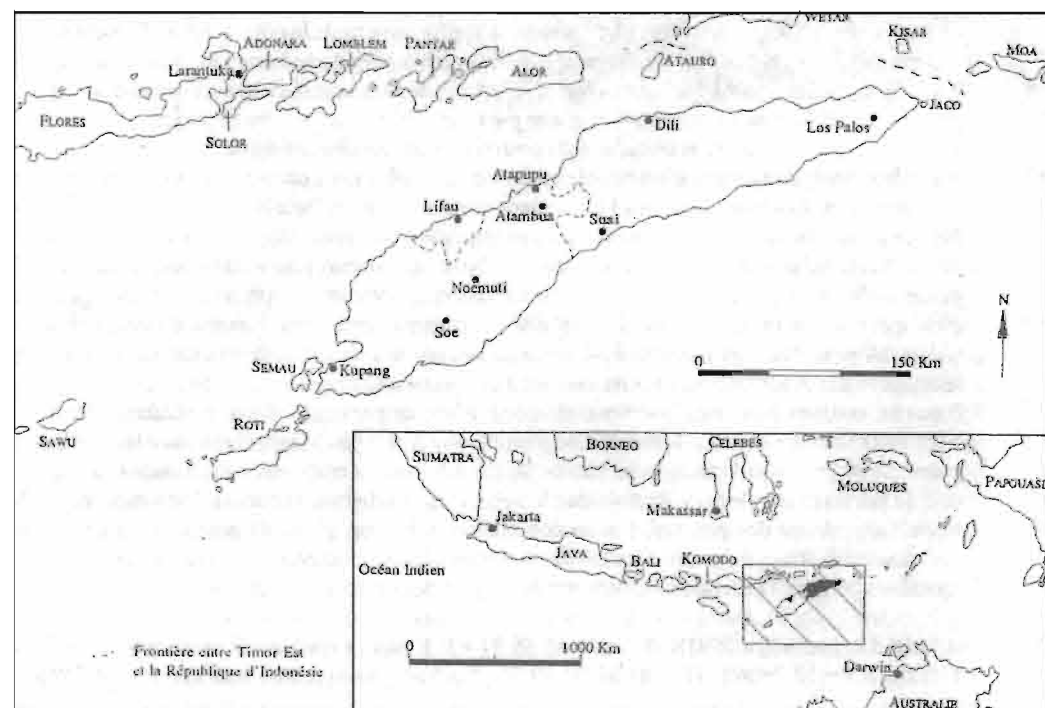 WETAR
KISAR
ADONARA LOMBLEM PANTAR
ATAURO
MOA
Larantuka
ALOR
JACO
FLORES
Dili
Los Palos
SOLOR
Atapupu
Lifau
Atambua
Suai
Noemuti
N
Soe
SEMAU
Kupang
0 150 Km
ROTI
SAWU
SUMATRA
BORNEO
CELEBES
MOLUQUES
PAPOUASI
Makassar
Jakarta
JAVA
BALI
KOMODO
Océan Indien
0 1000 Km
Frontière entre Timor Est
et la République d'Indonésie
Darwin
AUSTRALIE